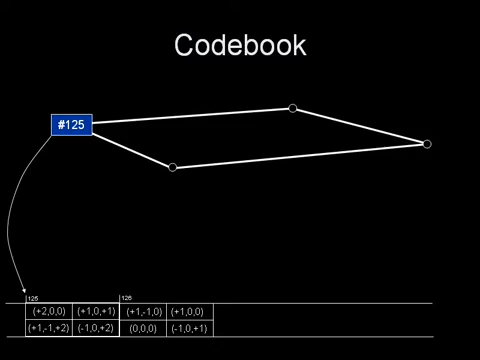 Codebook
#125
125 126
(+2,0,0) (+1,0,+1) (+1,-1,0) (+1,0,0)
(+1,-1,+2) (-1,0,+2) (0,0,0) (-1,0,+1)